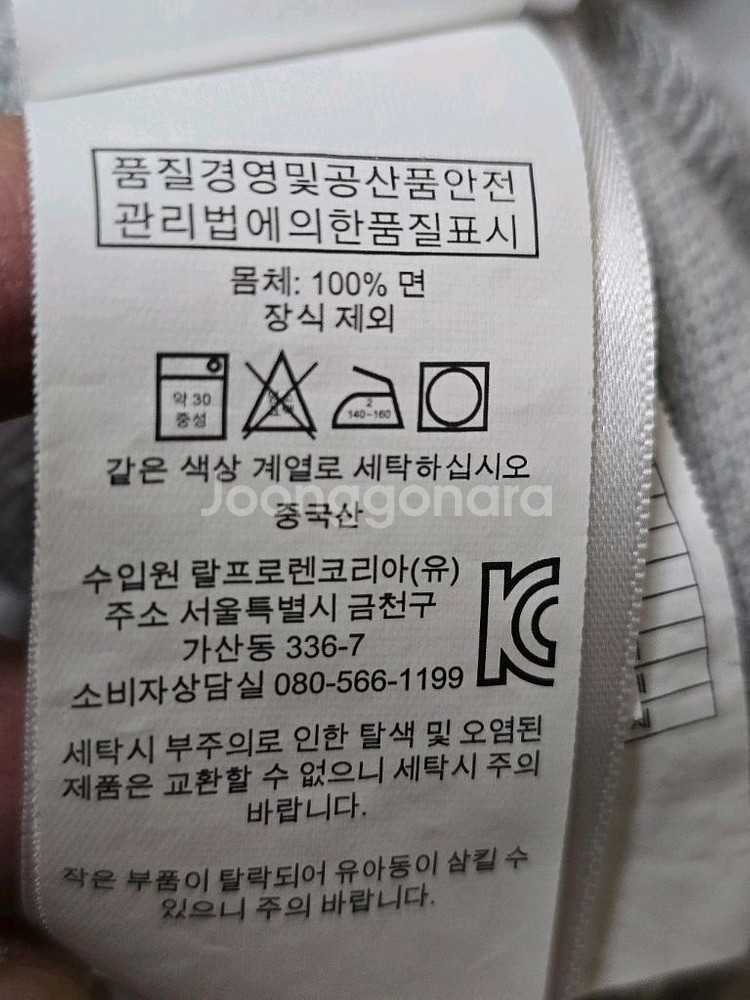 품질경영및공산품안전
관리법에의한품질표시
몸체: 100% 면
장식 제외
약 30
중성
2
140~160
같은 색상 계열로 세탁하십시오
Joongonara
중국산
수입원 랄프로렌코리아(유)
주소 서울특별시 금천구
가산동 336-7
소비자상담실 080-566-1199
세탁시 부주의로 인한 탈색 및 오염된
제품은 교환할 수 없으니 세탁시 주의
바랍니다.
작은 부품이 탈락되어 유아동이 삼킬 수
있으니 주의 바랍니다.